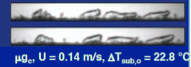 μgₑ, U = 0.14 m/s, ΔTsub,o = 22.8 °C